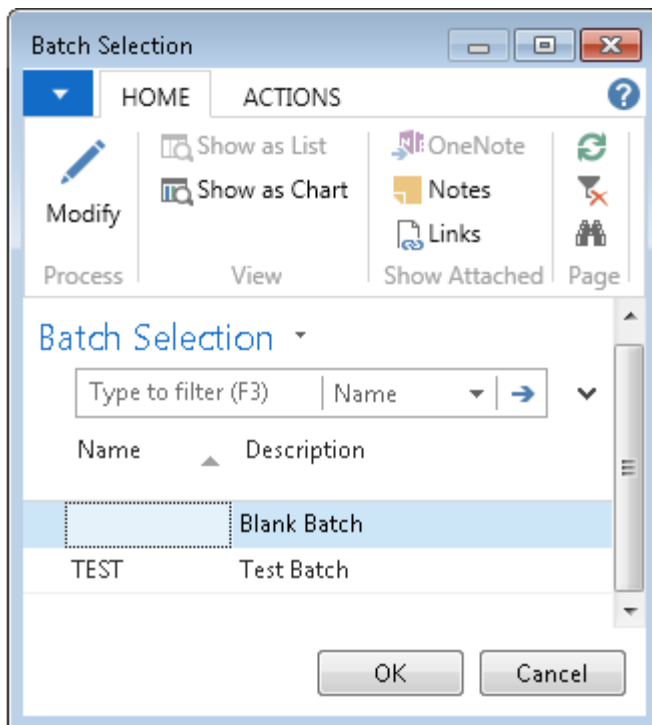 Batch Selection
HOME ACTIONS
Modify
Show as List
Show as Chart
OneNote
Notes
Links
Process View Show Attached Page
Batch Selection
Type to filter (F3) Name
Name Description
Blank Batch
TEST Test Batch
OK Cancel